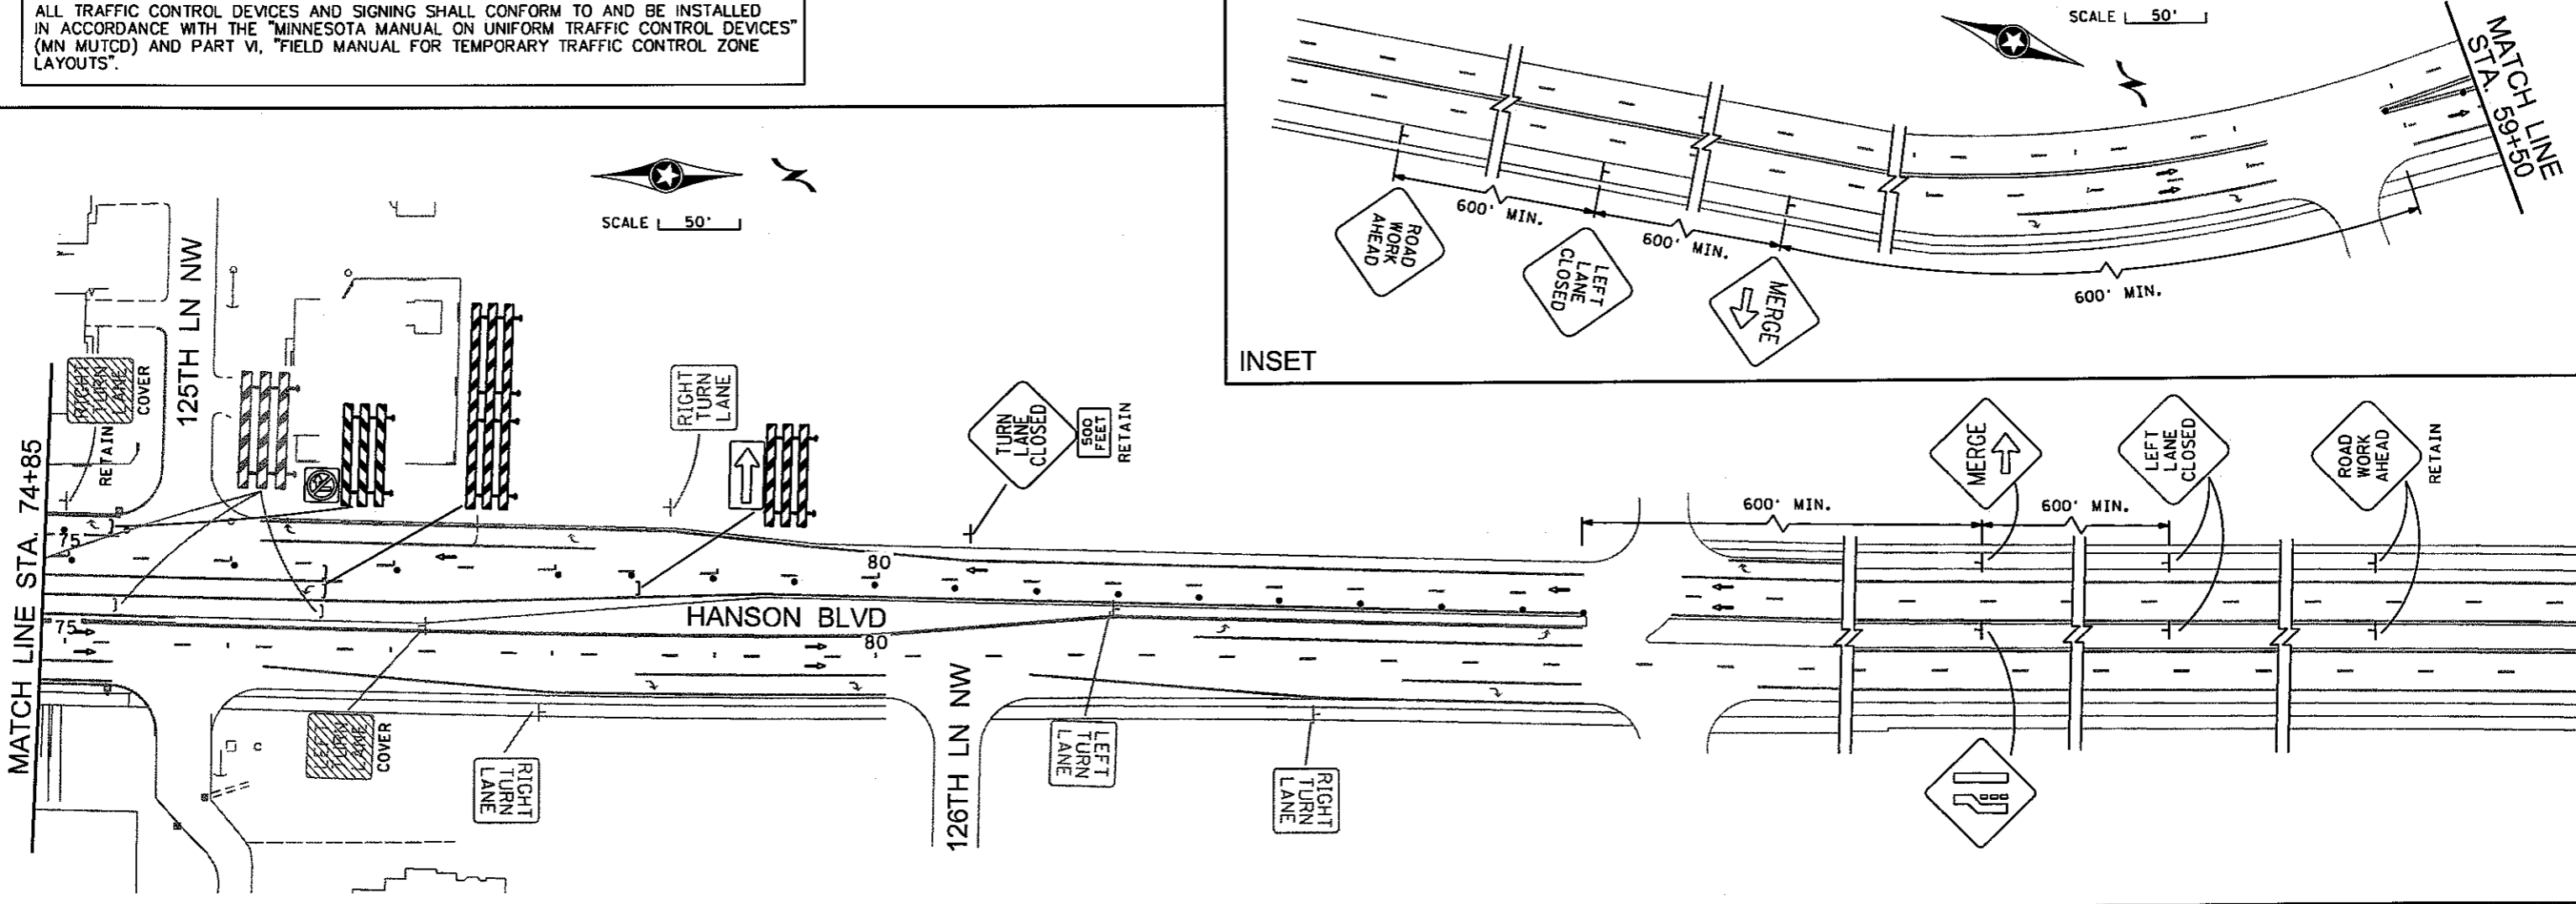 ALL TRAFFIC CONTROL DEVICES AND SIGNING SHALL CONFORM TO AND BE INSTALLED
IN ACCORDANCE WITH THE "MINNESOTA MANUAL ON UNIFORM TRAFFIC CONTROL DEVICES"
(MN MUTCD) AND PART VI, "FIELD MANUAL FOR TEMPORARY TRAFFIC CONTROL ZONE
LAYOUTS".
SCALE 50'
MATCH LINE
STA. 59+50
600' MIN.
600' MIN.
600' MIN.
ROAD
WORK
AHEAD
LEFT
LANE
CLOSED
MERGE
INSET
SCALE 50'
MATCH LINE STA. 74+85
RIGHT
TURN
LANE
COVER
RETAIN
125TH LN NW
RIGHT
TURN
LANE
TURN
LANE
CLOSED
500
FEET
RETAIN
MERGE
LEFT
LANE
CLOSED
ROAD
WORK
AHEAD
RETAIN
600' MIN.
600' MIN.
75
80
HANSON BLVD
75
80
LEFT
TURN
LANE
COVER
RIGHT
TURN
LANE
126TH LN NW
LEFT
TURN
LANE
RIGHT
TURN
LANE